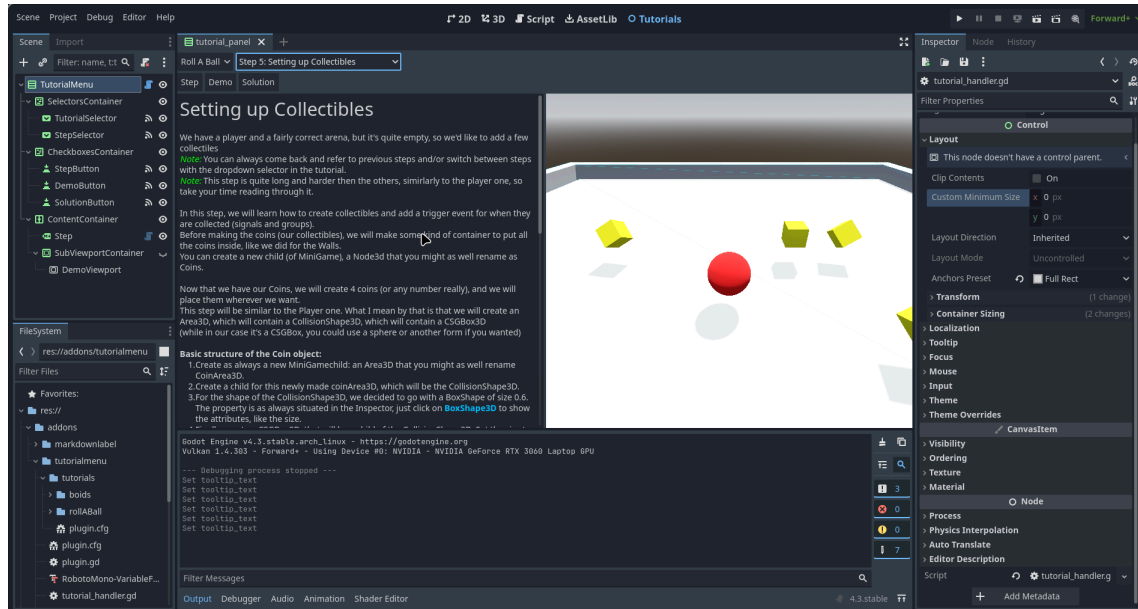 Scene Project Debug Editor Help
2D 3D Script AssetLib Tutorials
Forward+
Scene Import
Filter: name, t:t
TutorialMenu
SelectorsContainer
TutorialSelector
StepSelector
CheckboxesContainer
StepButton
DemoButton
SolutionButton
ContentContainer
Step
SubViewportContainer
DemoViewport
FileSystem
res://addons/tutorialmenu
Filter Files
Favorites:
res://
addons
markdownlabel
tutorialmenu
tutorials
boids
rollABall
plugin.cfg
plugin.cfg
plugin.gd
RobotoMono-VariableF...
tutorial_handler.gd
tutorial_panel
Roll A Ball
Step 5: Setting up Collectibles
Step Demo Solution
Setting up Collectibles
We have a player and a fairly correct arena, but it's quite empty, so we'd like to add a few
collectiles
Note: You can always come back and refer to previous steps and/or switch between steps
with the dropdown selector in the tutorial.
Note: This step is quite long and harder then the others, simirlarly to the player one, so
take your time reading through it.
In this step, we will learn how to create collectibles and add a trigger event for when they
are collected (signals and groups).
Before making the coins (our collectibles), we will make some kind of container to put all
the coins inside, like we did for the Walls.
You can create a new child (of MiniGame), a Node3d that you might as well rename as
Coins.
Now that we have our Coins, we will create 4 coins (or any number really), and we will
place them wherever we want.
This step will be similar to the Player one. What I mean by that is that we will create an
Area3D, which will contain a CollisionShape3D, which will contain a CSGBox3D
(while in our case it's a CSGBox, you could use a sphere or another form if you wanted)
Basic structure of the Coin object:
1.Create as always a new MiniGamechild: an Area3D that you might as well rename
CoinArea3D.
2.Create a child for this newly made coinArea3D, which will be the CollisionShape3D.
3.For the shape of the CollisionShape3D, we decided to go with a BoxShape of size 0.6.
The property is as always situated in the Inspector, just click on BoxShape3D to show
the attributes, like the size.
Godot Engine v4.3.stable.arch_linux - https://godotengine.org
Vulkan 1.4.303 - Forward+ - Using Device #0: NVIDIA - NVIDIA GeForce RTX 3060 Laptop GPU
--- Debugging process stopped ---
Set tooltip_text
Set tooltip_text
Set tooltip_text
Set tooltip_text
Set tooltip_text
Set tooltip_text
3
0
0
7
Filter Messages
Output Debugger Audio Animation Shader Editor
4.3.stable
Inspector Node History
tutorial_handler.gd
Filter Properties
Control
Layout
This node doesn't have a control parent.
Clip Contents On
Custom Minimum Size x 0 px
y 0 px
Layout Direction Inherited
Layout Mode Uncontrolled
Anchors Preset Full Rect
Transform (1 change)
Container Sizing (2 changes)
Localization
Tooltip
Focus
Mouse
Input
Theme
Theme Overrides
CanvasItem
Visibility
Ordering
Texture
Material
Node
Process
Physics Interpolation
Auto Translate
Editor Description
Script tutorial_handler.g
Add Metadata